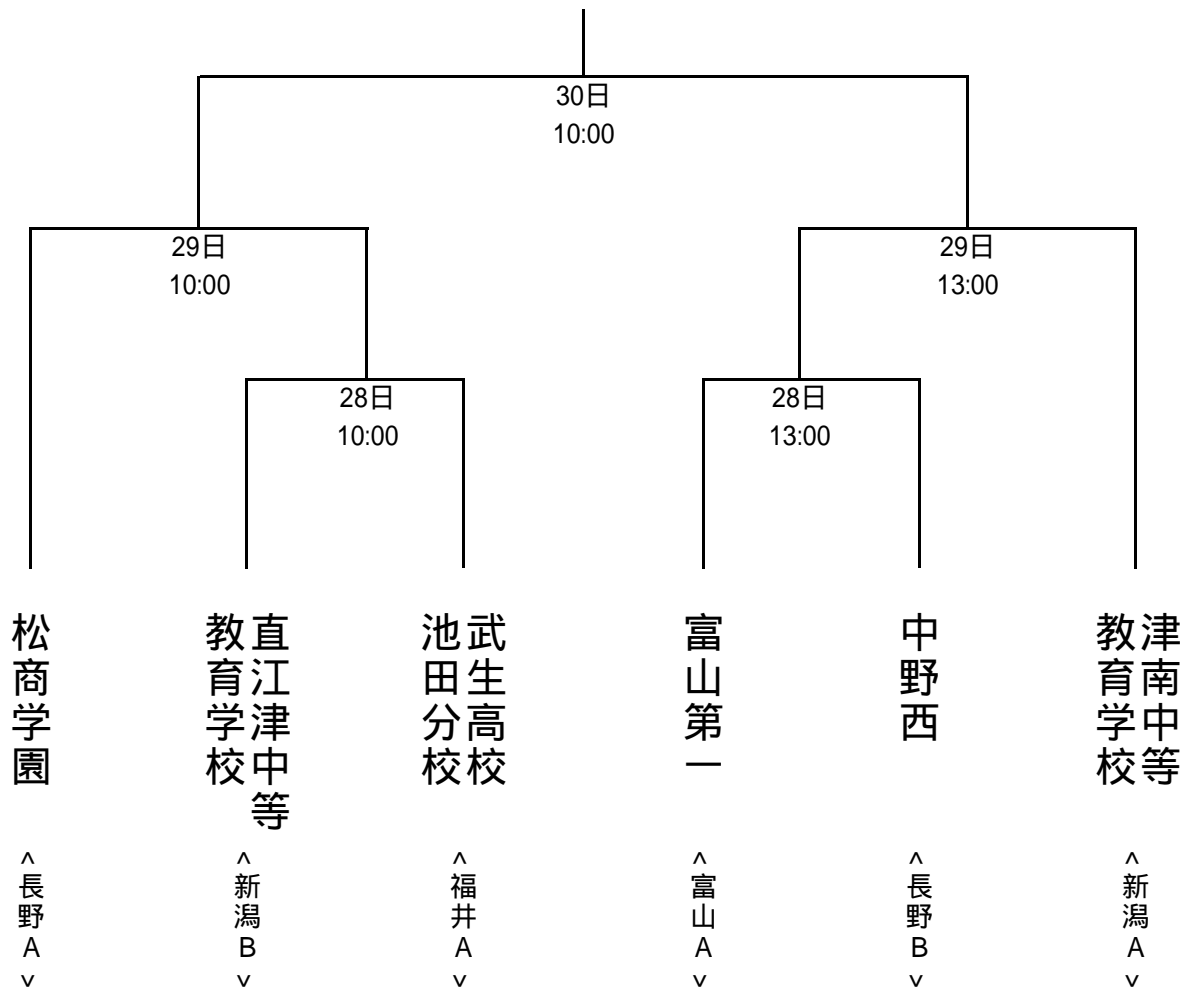 30日
10:00
29日
10:00
29日
13:00
28日
10:00
28日
13:00
松商学園
直江津中等
教育学校
武生高校
池田分校
富山第一
中野西
津南中等
教育学校
<長野A>
<新潟B>
<福井A>
<富山A>
<長野B>
<新潟A>